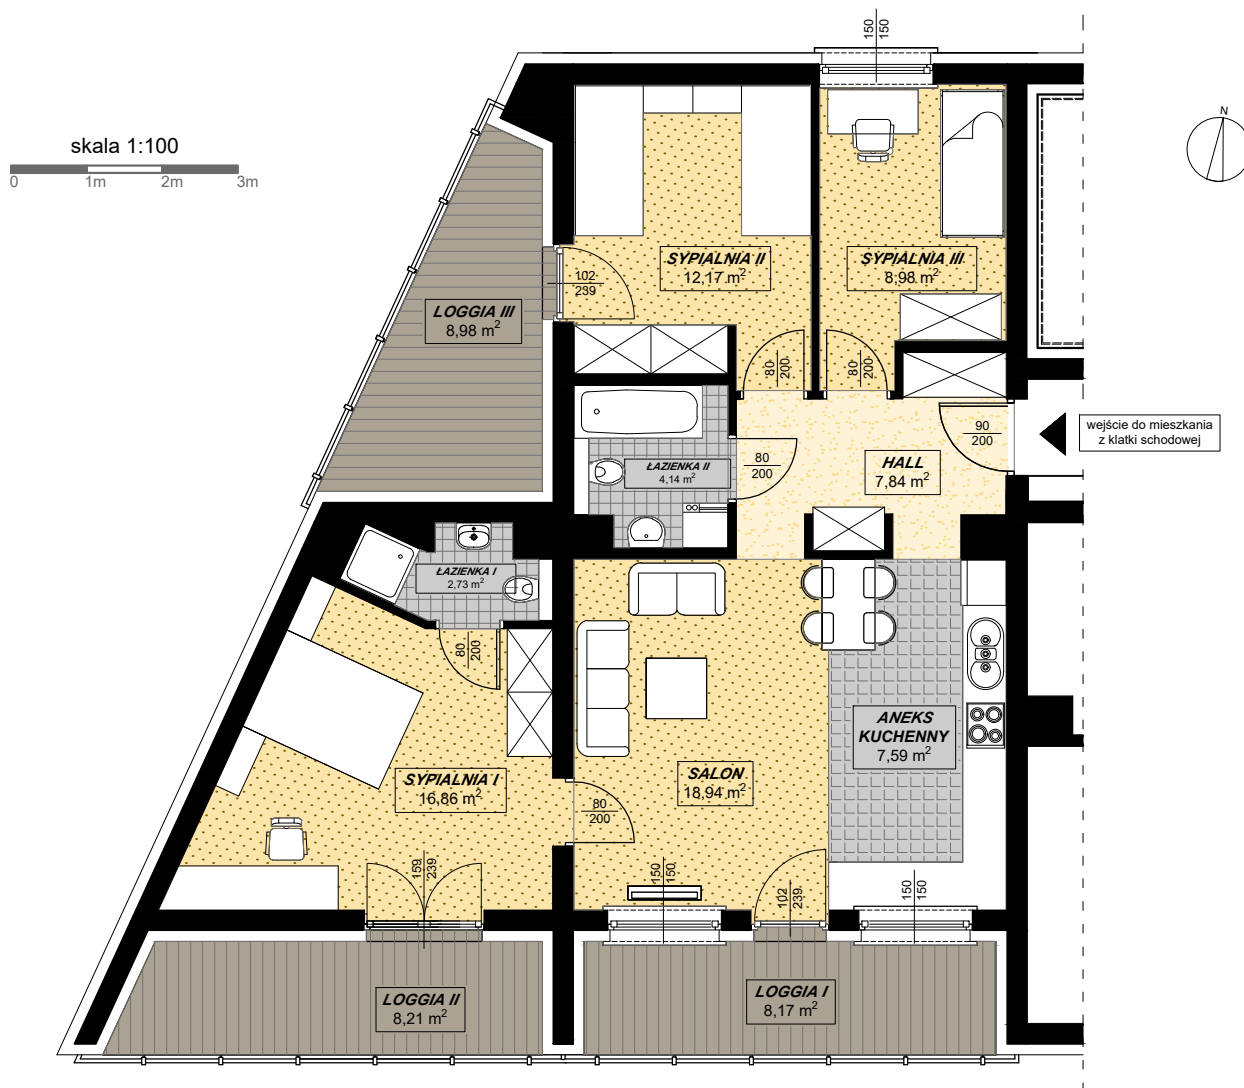 150
150
N
skala 1:100
0 1m 2m 3m
SYPIALNIA II
12,17 m²
SYPIALNIA III
8,98 m²
102
239
LOGGIA III
8,98 m²
80
200
80
200
90
200
wejście do mieszkania
z klatki schodowej
HALL
7,84 m²
80
200
ŁAZIENKA II
4,14 m²
ŁAZIENKA I
2,73 m²
80
200
ANEKS
KUCHENNY
7,59 m²
SALON
18,94 m²
SYPIALNIA I
16,86 m²
80
200
159
239
150
150
102
239
150
150
LOGGIA II
8,21 m²
LOGGIA I
8,17 m²